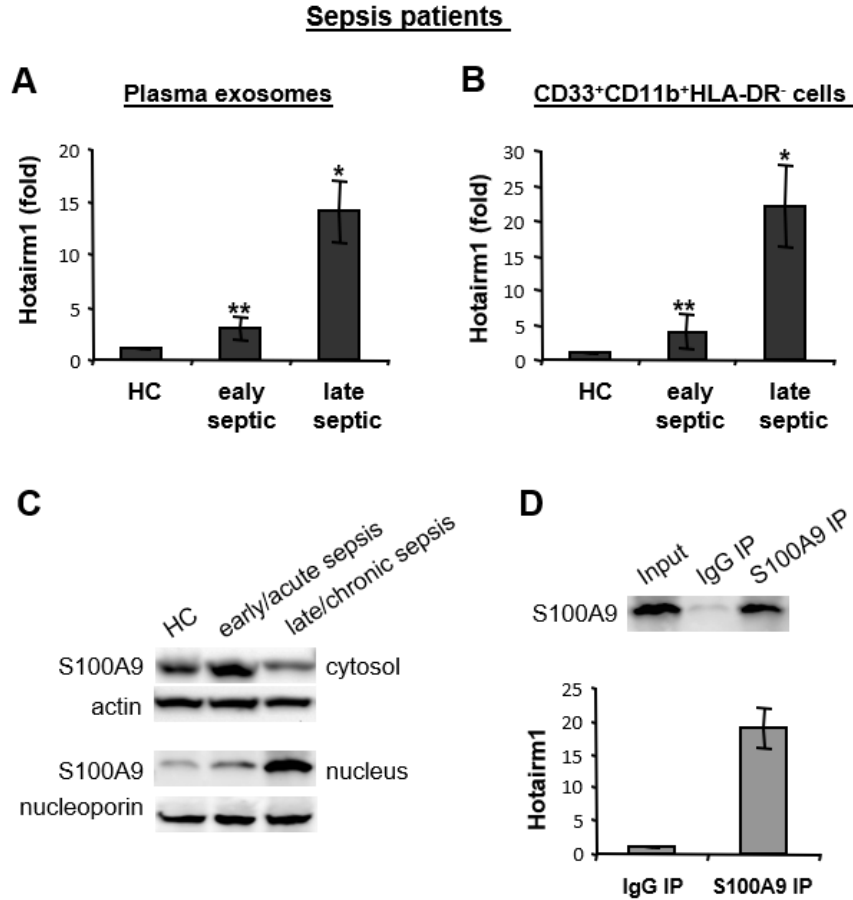 Sepsis patients
A
Plasma exosomes
Hotairm1 (fold)
20
15
10
5
0
**
*
HC
ealy septic
late septic
B
CD33⁺CD11b⁺HLA-DR⁻ cells
Hotairm1 (fold)
30
25
20
15
10
5
0
**
*
HC
ealy septic
late septic
C
HC
early/acute sepsis
late/chronic sepsis
S100A9
cytosol
actin
S100A9
nucleus
nucleoporin
D
Input
IgG IP
S100A9 IP
S100A9
Hotairm1
25
20
15
10
5
0
IgG IP
S100A9 IP